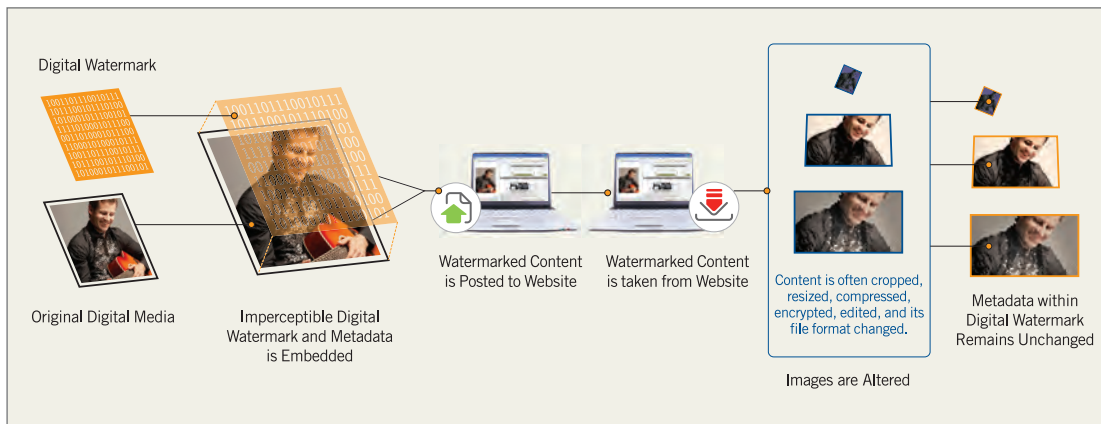 Digital Watermark
1001101110010111
1001101110010111
Original Digital Media
Imperceptible Digital
Watermark and Metadata
is Embedded
Watermarked Content
is Posted to Website
Watermarked Content
is taken from Website
Content is often cropped,
resized, compressed,
encrypted, edited, and its
file format changed.
Images are Altered
Metadata within
Digital Watermark
Remains Unchanged